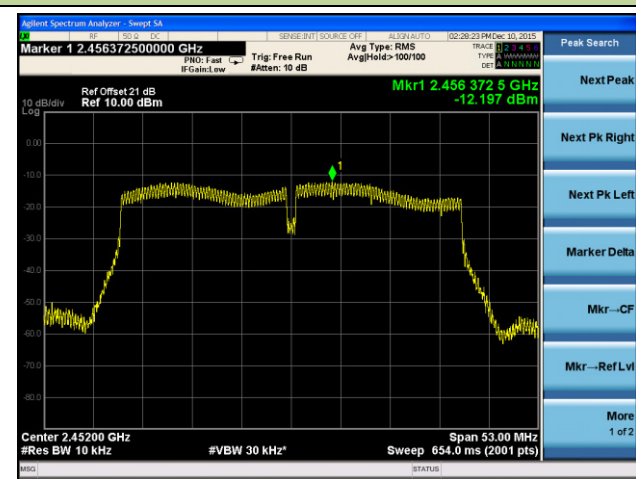 Agilent Spectrum Analyzer - Swept SA
RF 50 Ω DC SENSE:INT SOURCE OFF ALIGN AUTO 02:28:23 PM Dec 10, 2015
Marker 1 2.456372500000 GHz
PNO: Fast
IFGain:Low
Trig: Free Run
#Atten: 10 dB
Avg Type: RMS
Avg|Hold:>100/100
TRACE 1 2 3 4 5 6
TYPE A WWWWW
DET A N N N N N
Peak Search
Ref Offset 21 dB
10 dB/div Ref 10.00 dBm
Log
Mkr1 2.456 372 5 GHz
-12.197 dBm
0.00
-10.0
-20.0
-30.0
-40.0
-50.0
-60.0
-70.0
-80.0
1
Center 2.45200 GHz Span 53.00 MHz
#Res BW 10 kHz #VBW 30 kHz* Sweep 654.0 ms (2001 pts)
MSG STATUS
Next Peak
Next Pk Right
Next Pk Left
Marker Delta
Mkr→CF
Mkr→Ref Lvl
More
1 of 2